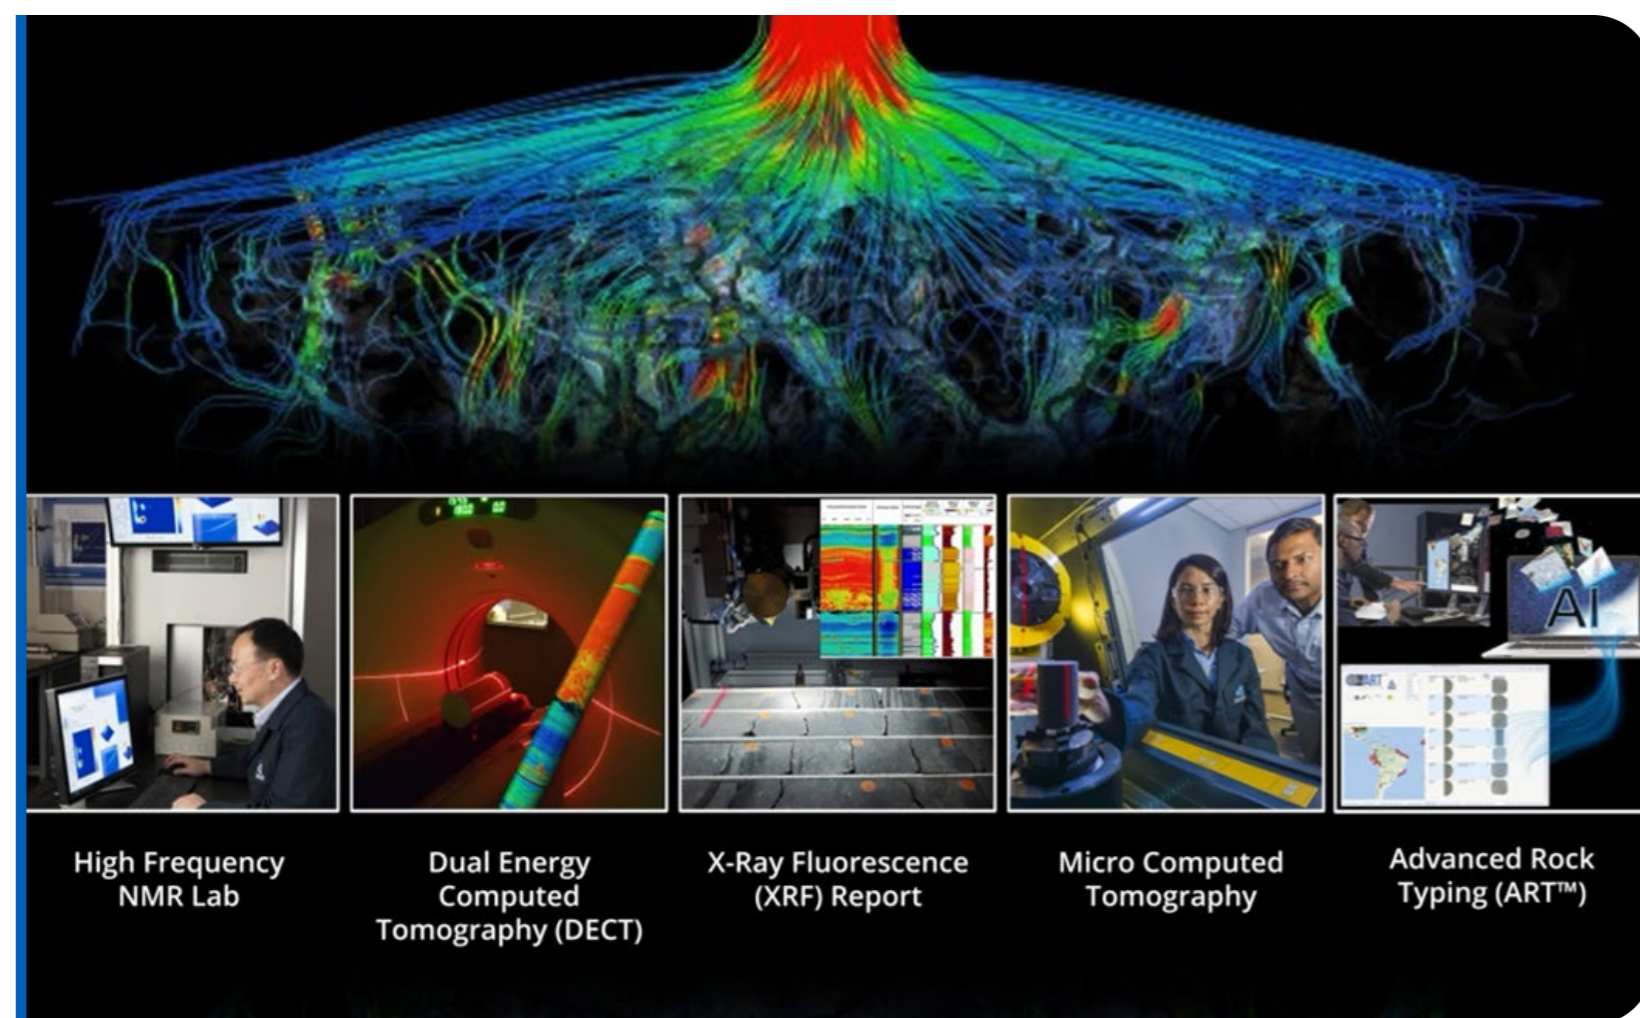 AI
ART
High Frequency
NMR Lab
Dual Energy
Computed
Tomography (DECT)
X-Ray Fluorescence
(XRF) Report
Micro Computed
Tomography
Advanced Rock
Typing (ART™)